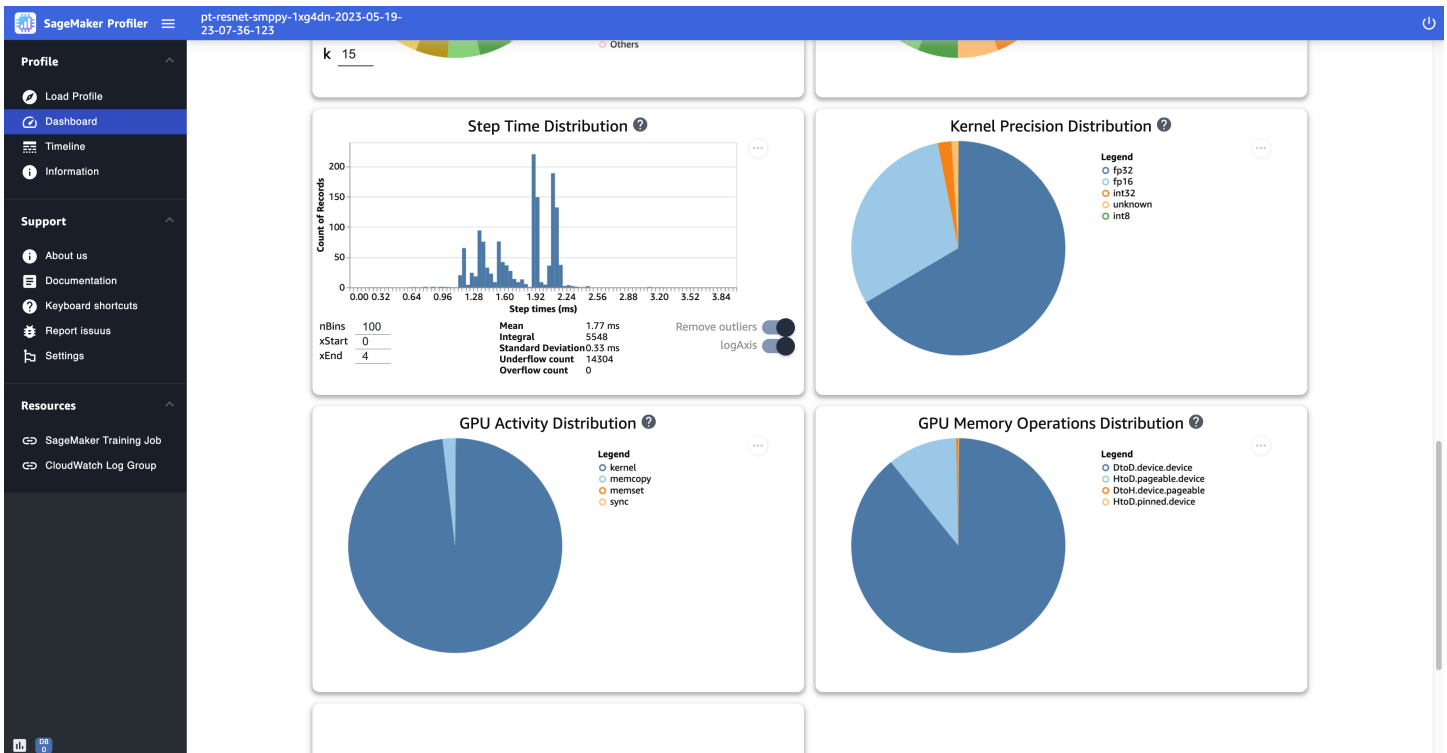 SageMaker Profiler
pt-resnet-smppy-1xg4dn-2023-05-19-
23-07-36-123
Profile
Load Profile
Dashboard
Timeline
Information
Support
About us
Documentation
Keyboard shortcuts
Report issuus
Settings
Resources
SageMaker Training Job
CloudWatch Log Group
DB
0
k 15
Others
Step Time Distribution ?
200
150
100
50
0
Count of Records
0.00 0.32 0.64 0.96 1.28 1.60 1.92 2.24 2.56 2.88 3.20 3.52 3.84
Step times (ms)
nBins 100
xStart 0
xEnd 4
Mean 1.77 ms
Integral 5548
Standard Deviation 0.33 ms
Underflow count 14304
Overflow count 0
Remove outliers
logAxis
Kernel Precision Distribution ?
Legend
fp32
fp16
int32
unknown
int8
GPU Activity Distribution ?
Legend
kernel
memcopy
memset
sync
GPU Memory Operations Distribution ?
Legend
DtoD.device.device
HtoD.pageable.device
DtoH.device.pageable
HtoD.pinned.device